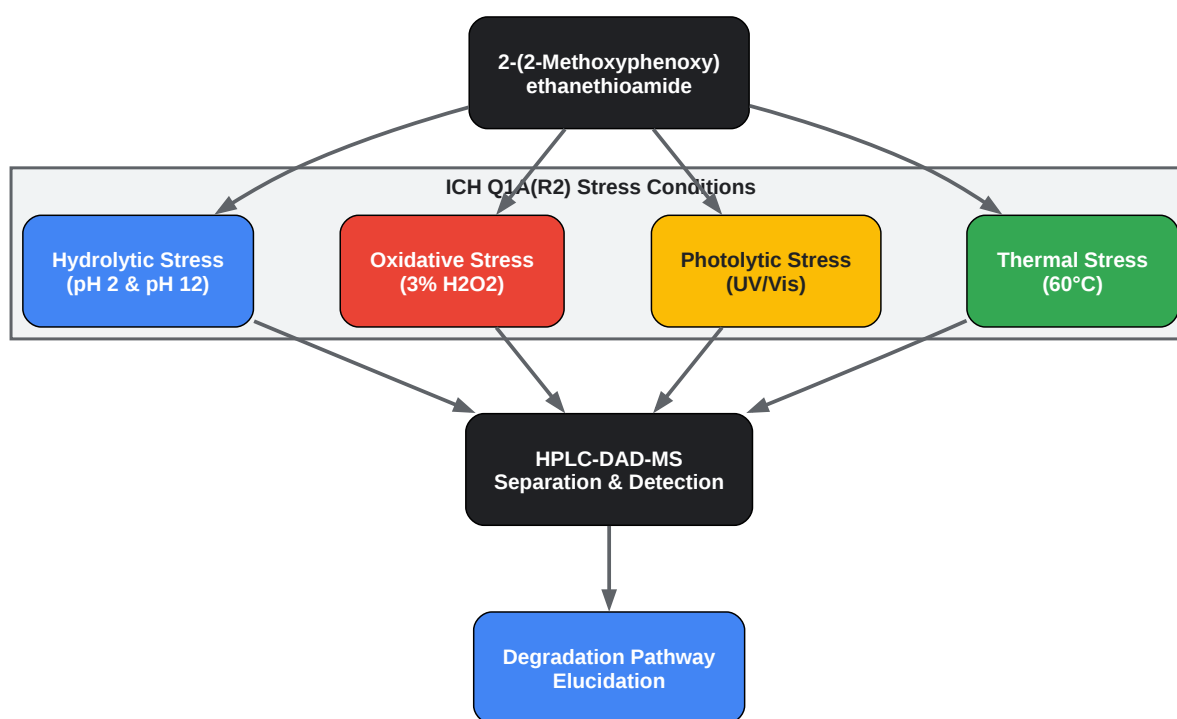 2-(2-Methoxyphenoxy)
ethanethioamide
ICH Q1A(R2) Stress Conditions
Hydrolytic Stress
(pH 2 & pH 12)
Oxidative Stress
(3% H2O2)
Photolytic Stress
(UV/Vis)
Thermal Stress
(60°C)
HPLC-DAD-MS
Separation & Detection
Degradation Pathway
Elucidation